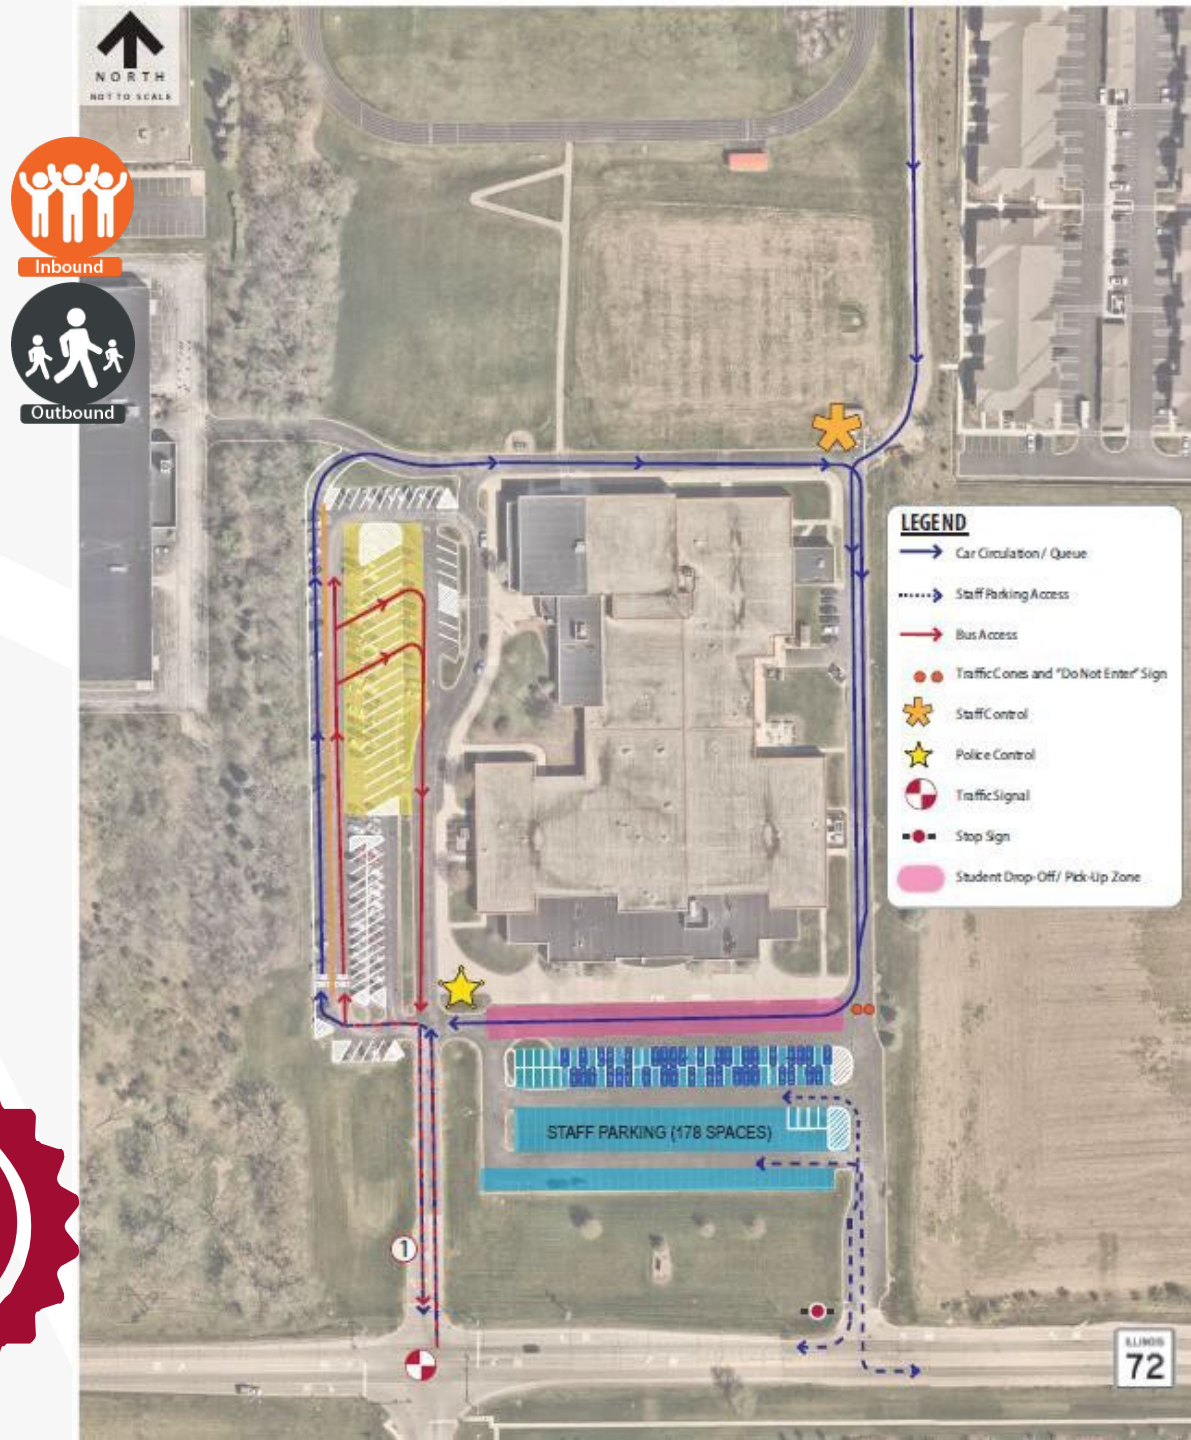 NORTH
NOT TO SCALE
Inbound
Outbound
LEGEND
Car Circulation / Queue
Staff Parking Access
Bus Access
Traffic Cones and "Do Not Enter" Sign
Staff Control
Police Control
Traffic Signal
Stop Sign
Student Drop-Off / Pick-Up Zone
STAFF PARKING (178 SPACES)
1
ILLINOIS
72